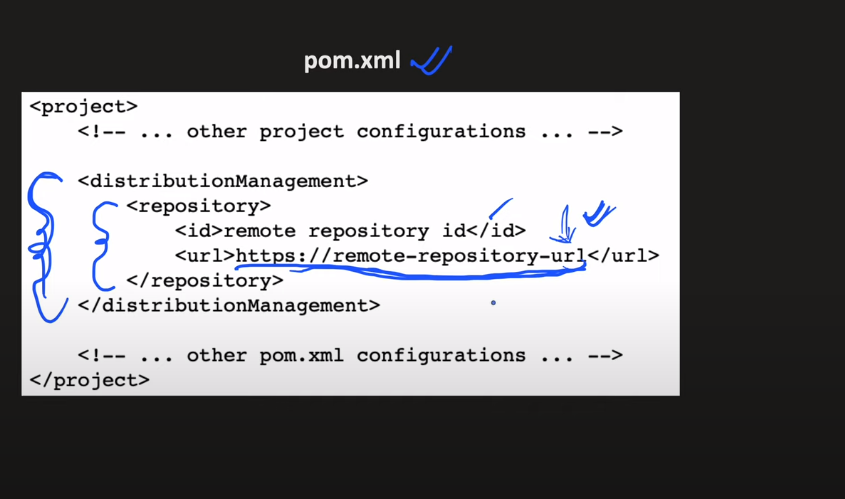 pom.xml
<project>
<!-- ... other project configurations ... -->
<distributionManagement>
<repository>
<id>remote repository id</id>
<url>https://remote-repository-url</url>
</repository>
</distributionManagement>
<!-- ... other pom.xml configurations ... -->
</project>